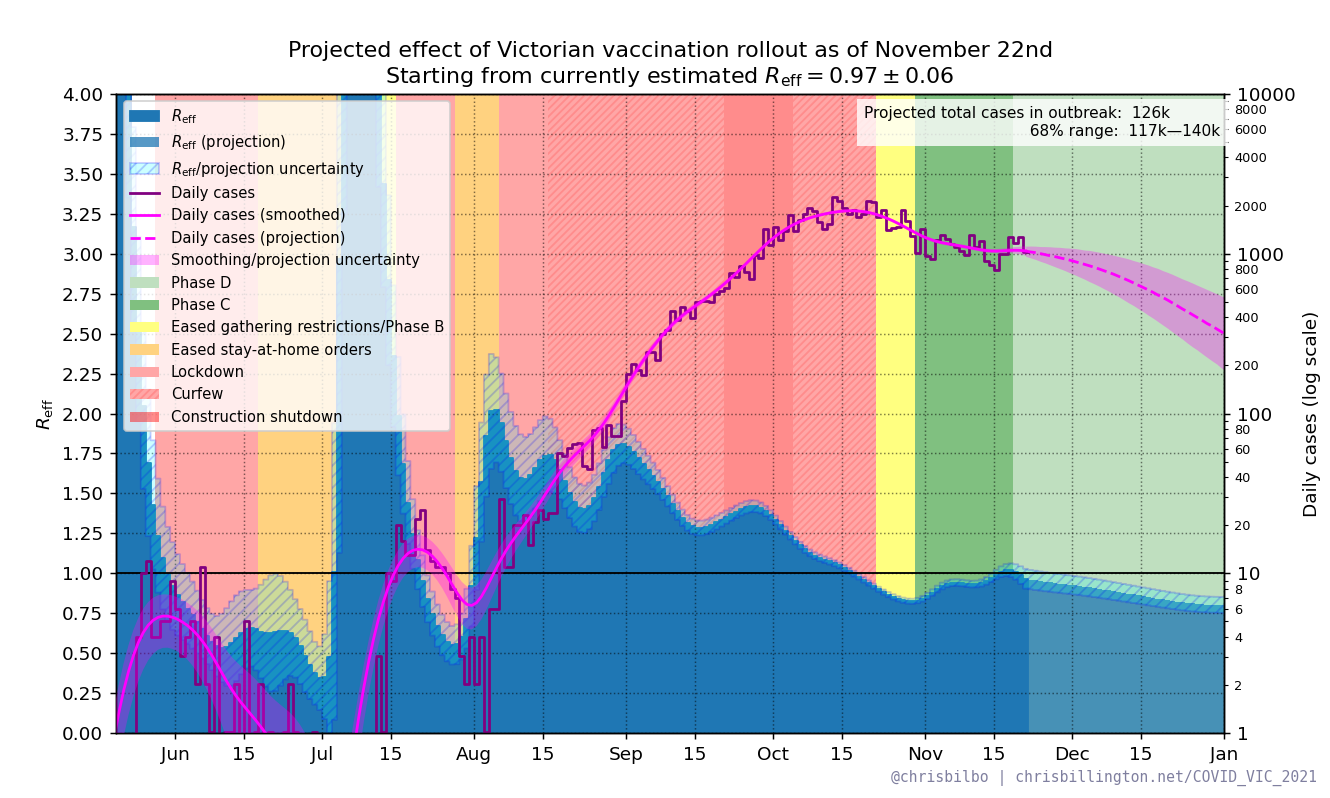 Projected effect of Victorian vaccination rollout as of November 22nd
Starting from currently estimated R_eff = 0.97 ± 0.06
Projected total cases in outbreak: 126k
68% range: 117k—140k
R_eff
R_eff (projection)
R_eff/projection uncertainty
Daily cases
Daily cases (smoothed)
Daily cases (projection)
Smoothing/projection uncertainty
Phase D
Phase C
Eased gathering restrictions/Phase B
Eased stay-at-home orders
Lockdown
Curfew
Construction shutdown
R_eff
4.00
3.75
3.50
3.25
3.00
2.75
2.50
2.25
2.00
1.75
1.50
1.25
1.00
0.75
0.50
0.25
0.00
10000
8000
6000
4000
2000
1000
800
600
400
200
100
80
60
40
20
10
8
6
4
2
1
Daily cases (log scale)
Jun 15 Jul 15 Aug 15 Sep 15 Oct 15 Nov 15 Dec 15 Jan
@chrisbilbo | chrisbillington.net/COVID_VIC_2021